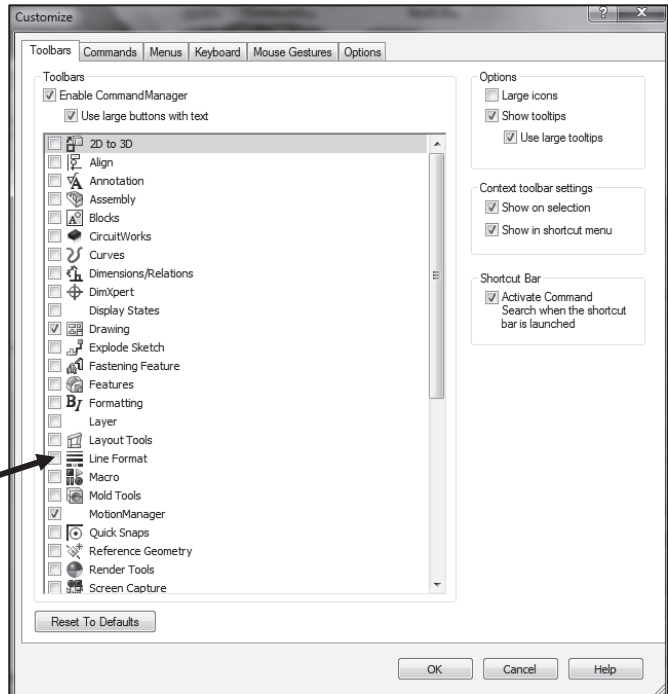 Customize
Toolbars Commands Menus Keyboard Mouse Gestures Options
Toolbars
Enable CommandManager
Use large buttons with text
2D to 3D
Align
Annotation
Assembly
Blocks
CircuitWorks
Curves
Dimensions/Relations
DimXpert
Display States
Drawing
Explode Sketch
Fastening Feature
Features
Formatting
Layer
Layout Tools
Line Format
Macro
Mold Tools
MotionManager
Quick Snaps
Reference Geometry
Render Tools
Screen Capture
Options
Large icons
Show tooltips
Use large tooltips
Context toolbar settings
Show on selection
Show in shortcut menu
Shortcut Bar
Activate Command
Search when the shortcut
bar is launched
Reset To Defaults
OK Cancel Help